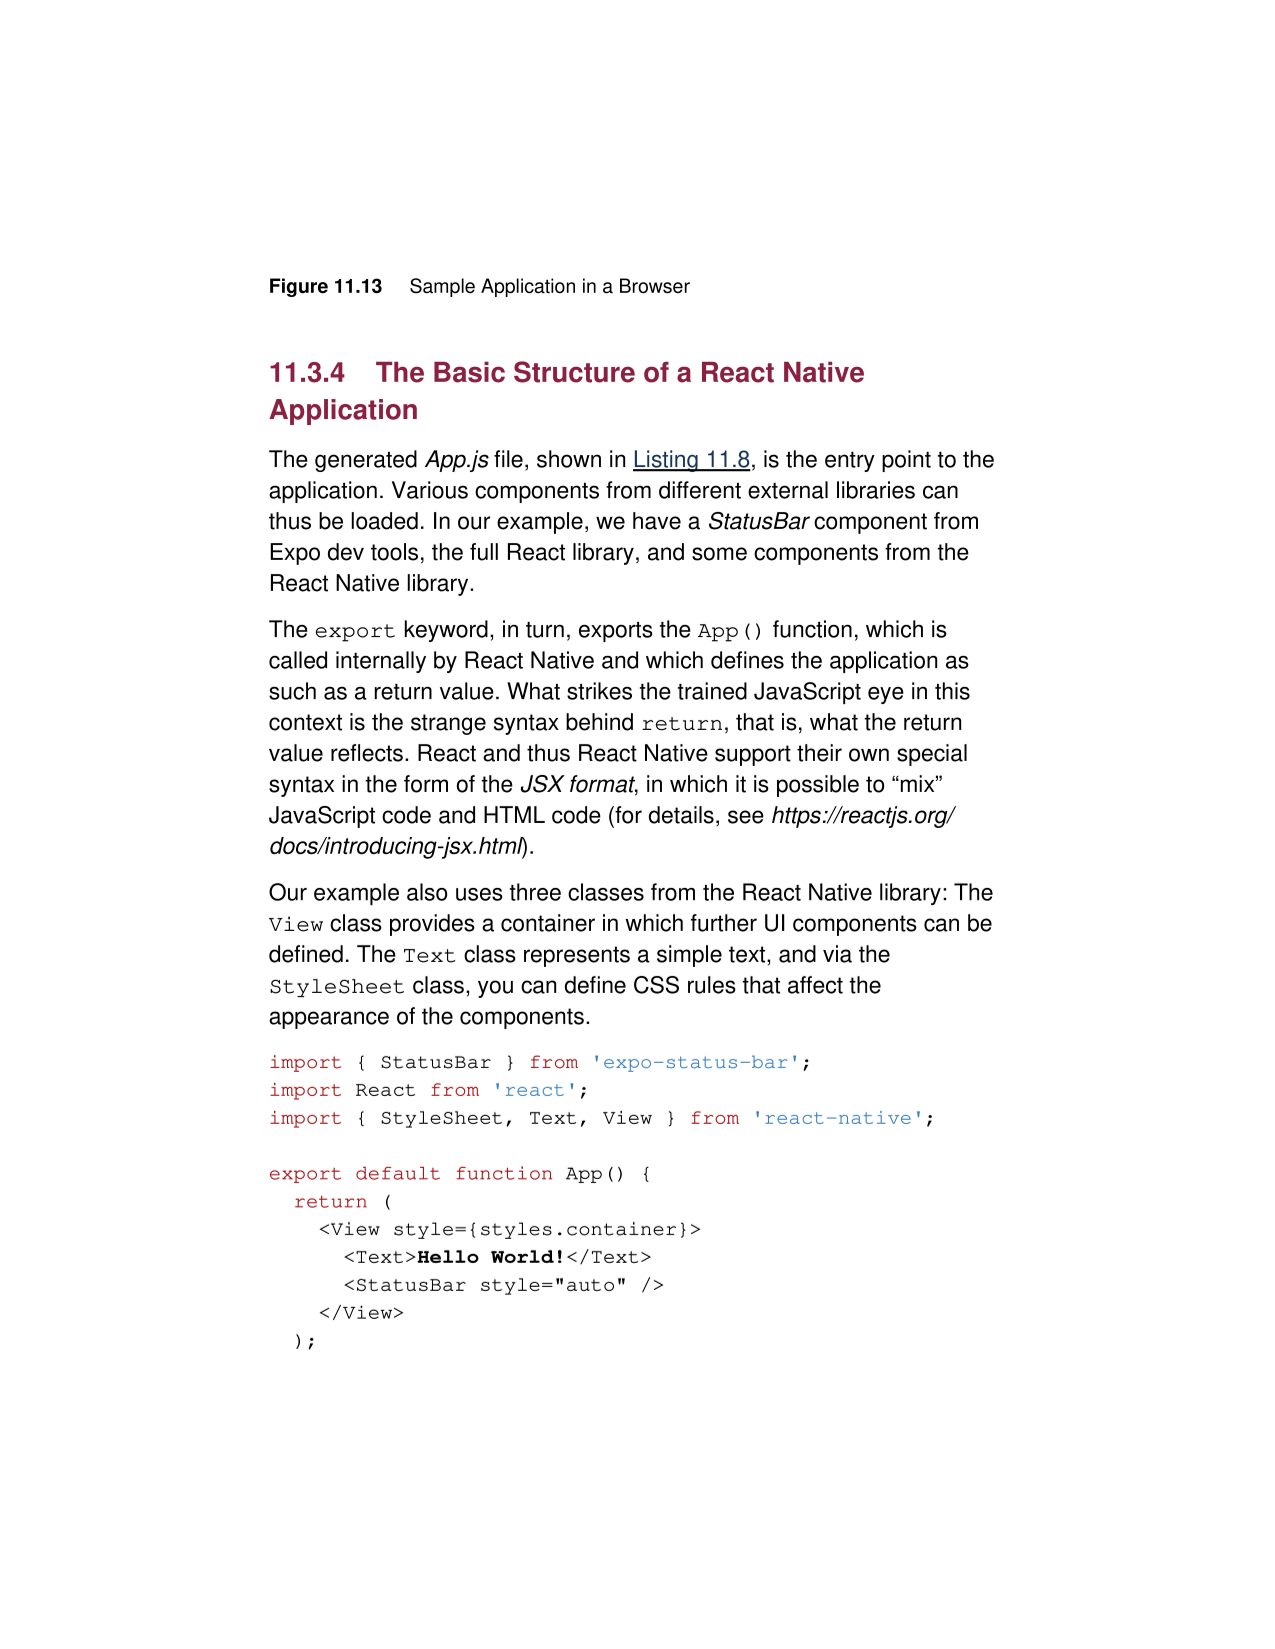 Figure 11.13 Sample Application in a Browser
11.3.4 The Basic Structure of a React Native
Application
The generated App.js file, shown in Listing 11.8, is the entry point to the
application. Various components from different external libraries can
thus be loaded. In our example, we have a StatusBar component from
Expo dev tools, the full React library, and some components from the
React Native library.
The export keyword, in turn, exports the App() function, which is
called internally by React Native and which defines the application as
such as a return value. What strikes the trained JavaScript eye in this
context is the strange syntax behind return, that is, what the return
value reflects. React and thus React Native support their own special
syntax in the form of the JSX format, in which it is possible to “mix”
JavaScript code and HTML code (for details, see https://reactjs.org/
docs/introducing-jsx.html).
Our example also uses three classes from the React Native library: The
View class provides a container in which further UI components can be
defined. The Text class represents a simple text, and via the
StyleSheet class, you can define CSS rules that affect the
appearance of the components.
import { StatusBar } from 'expo-status-bar';
import React from 'react';
import { StyleSheet, Text, View } from 'react-native';
export default function App() {
  return (
    <View style={styles.container}>
      <Text>Hello World!</Text>
      <StatusBar style="auto" />
    </View>
  );